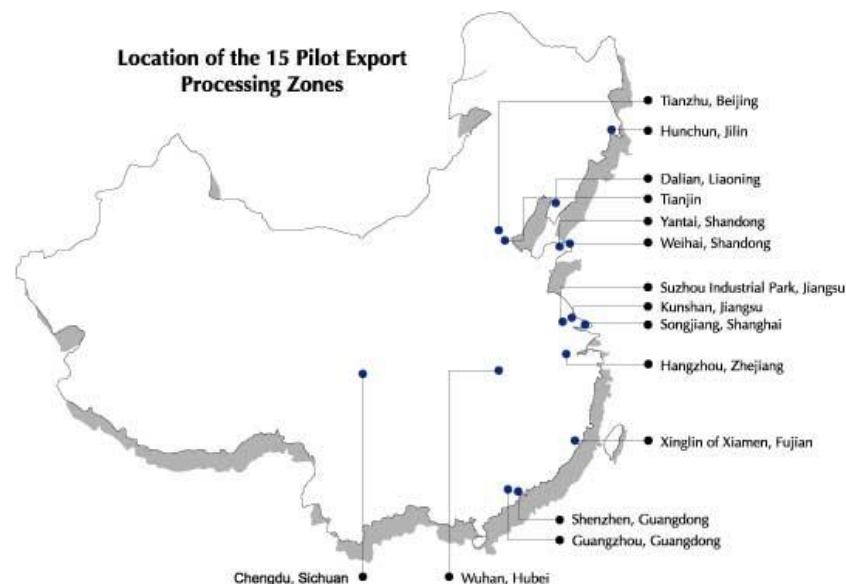 Location of the 15 Pilot Export
Processing Zones
Tianzhu, Beijing
Hunchun, Jilin
Dalian, Liaoning
Tianjin
Yantai, Shandong
Weihai, Shandong
Suzhou Industrial Park, Jiangsu
Kunshan, Jiangsu
Songjiang, Shanghai
Hangzhou, Zhejiang
Xinglin of Xiamen, Fujian
Shenzhen, Guangdong
Guangzhou, Guangdong
Chengdu, Sichuan
Wuhan, Hubei